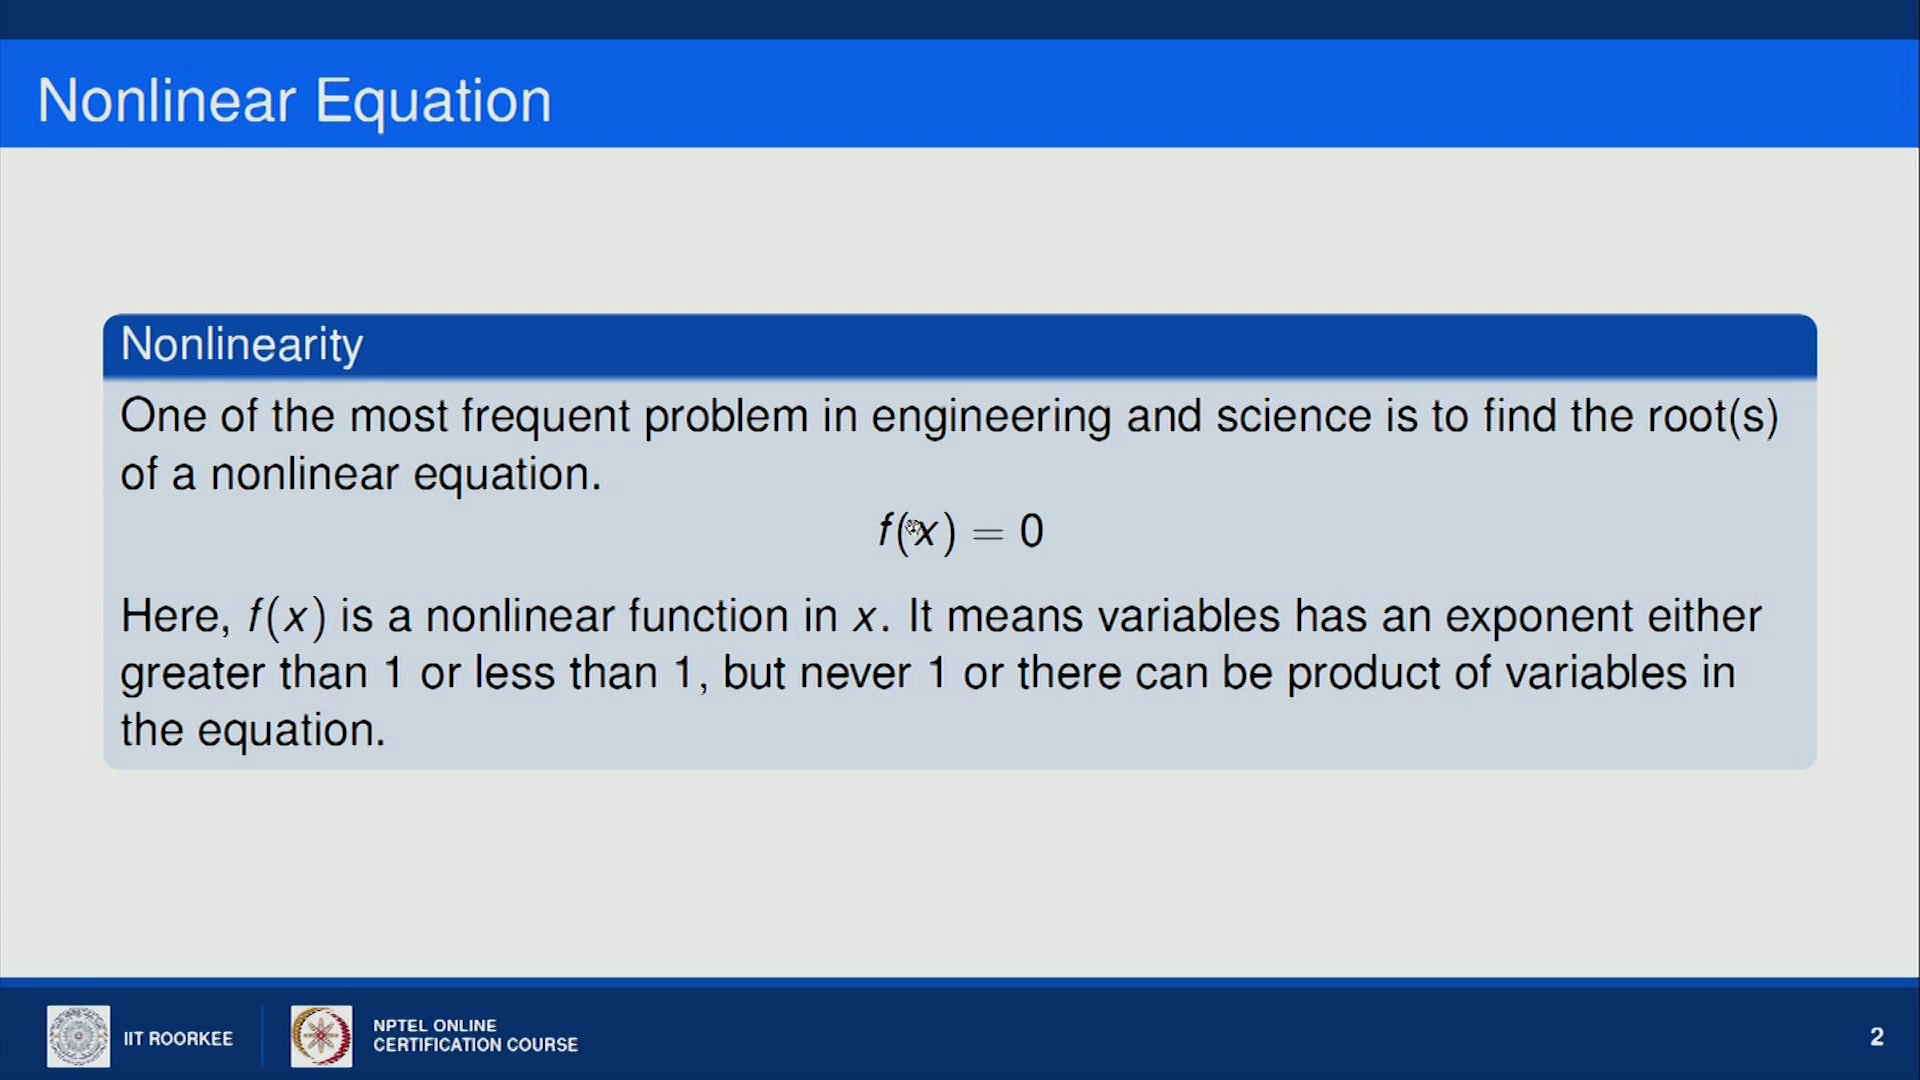 Nonlinear Equation
Nonlinearity
One of the most frequent problem in engineering and science is to find the root(s)
of a nonlinear equation.
f(x) = 0
Here, f(x) is a nonlinear function in x. It means variables has an exponent either
greater than 1 or less than 1, but never 1 or there can be product of variables in
the equation.
IIT ROORKEE
NPTEL ONLINE
CERTIFICATION COURSE
2